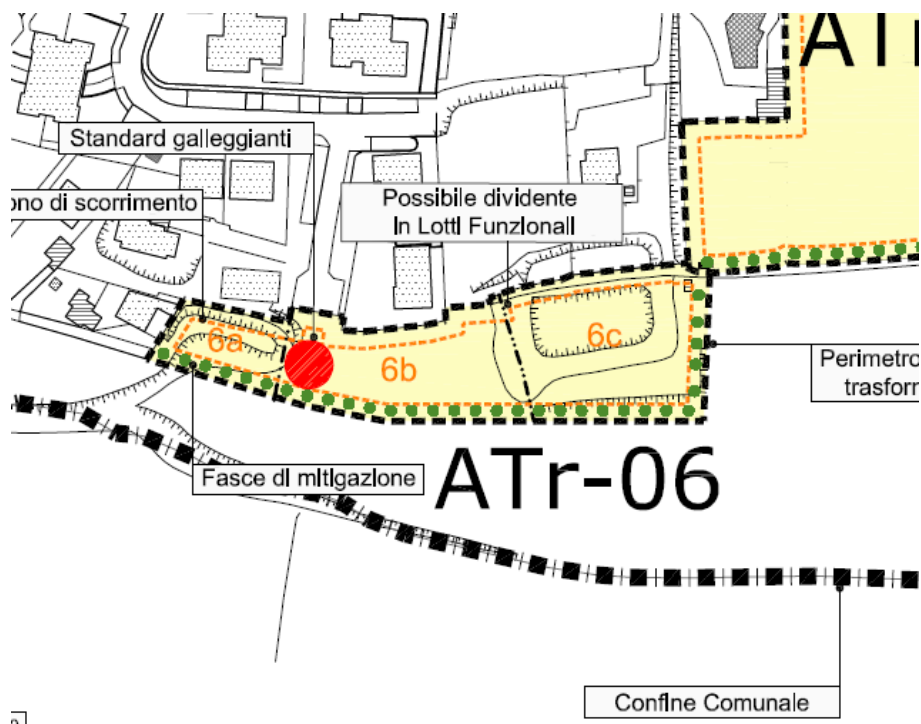 ATr
Standard galleggianti
ono di scorrimento
Possibile dividente
In Lotti Funzionali
6a
6b
6c
Perimetro
trasforr
Fasce di mitigazione
ATr-06
Confine Comunale